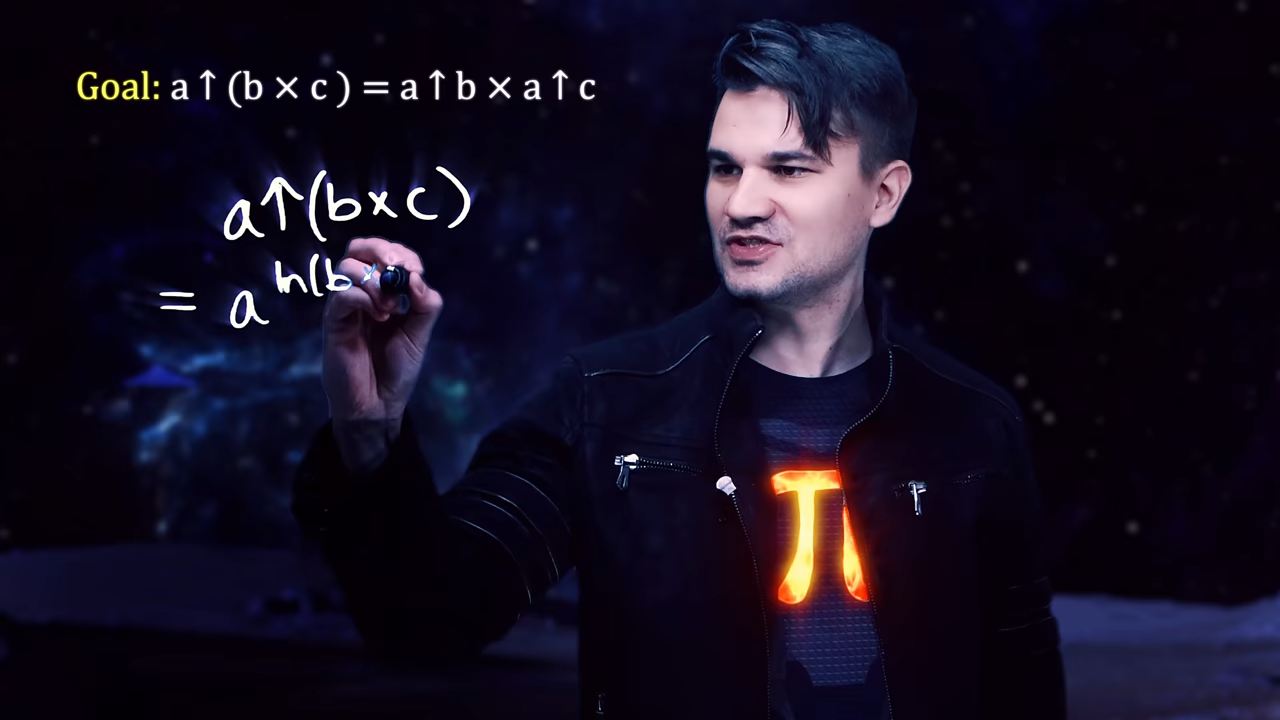 Goal: a↑(b×c)=a↑b×a↑c
a↑(b×c)
= a^ln(b×
π